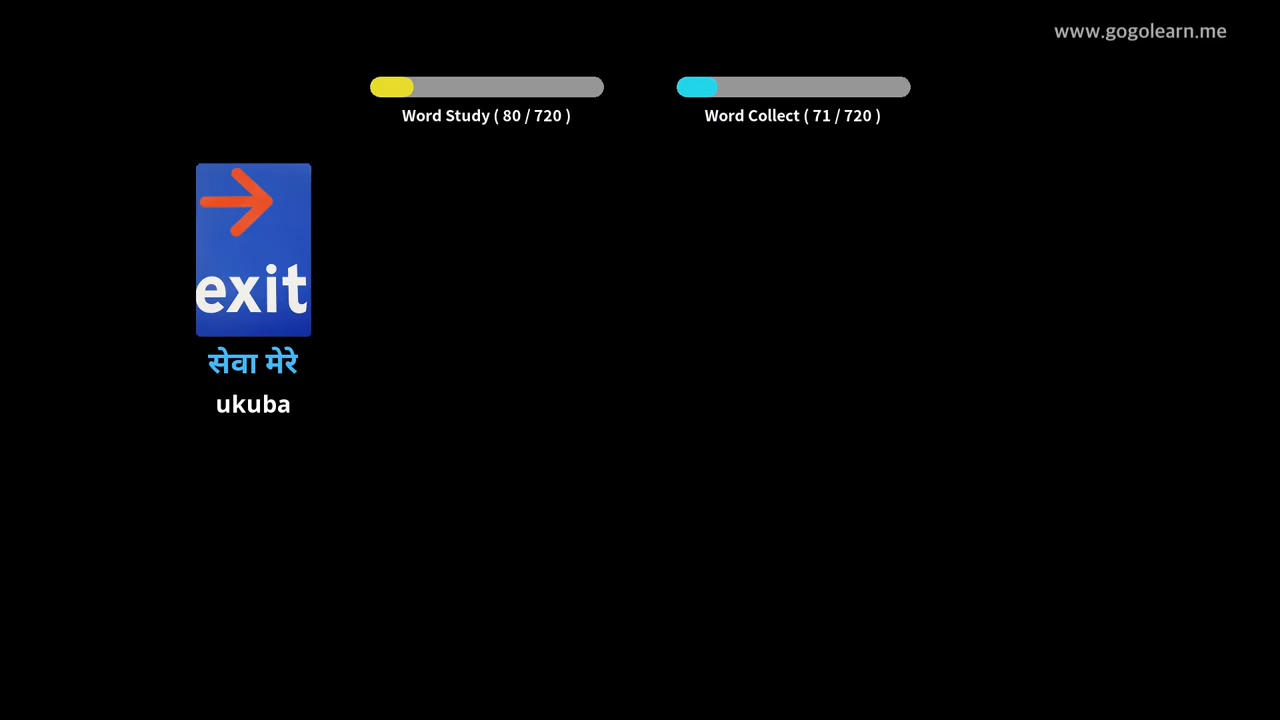 www.gogolearn.me
Word Study ( 80 / 720 )
Word Collect ( 71 / 720 )
exit
सेवा मेरे
ukuba